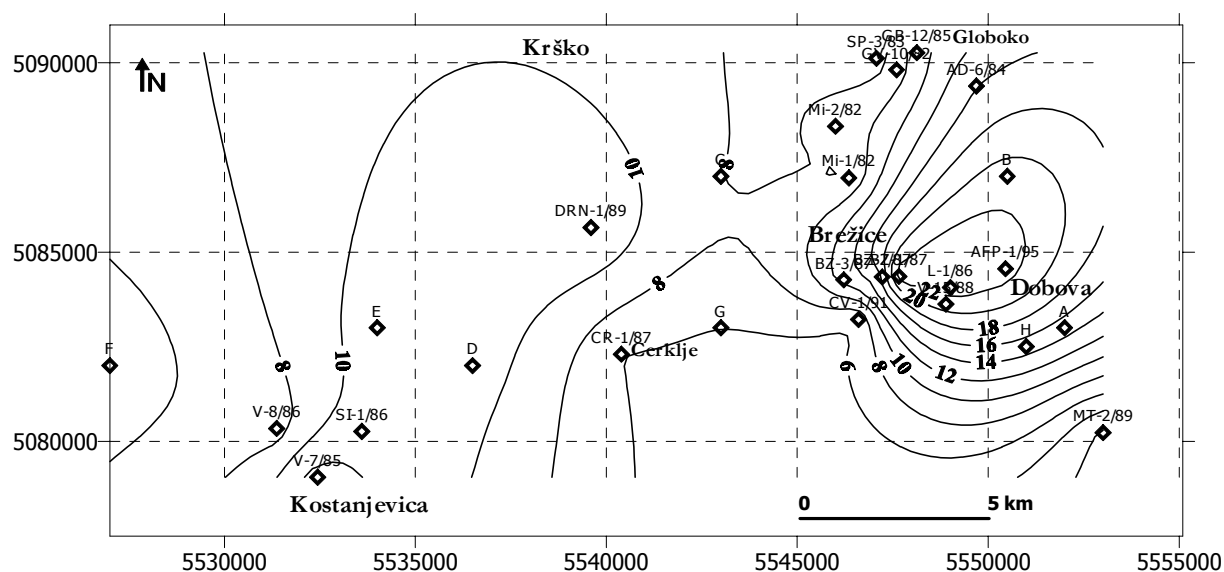 GB-12/85
Globoko
SP-3/83
Krško
5090000
N
AD-6/84
Mi-2/82
8
10
C
Mi-1/82
B
DRN-1/89
Brežice
5085000
AFP-1/95
L-1/86
Dobova
8
20
22
CV-1/91
E
G
18
A
CR-1/87
Cerklje
16
H
F
8
10
D
6
8
10
12
14
V-8/86
SI-1/86
MT-2/89
5080000
V-7/85
Kostanjevica
0
5 km
5530000
5535000
5540000
5545000
5550000
5555000